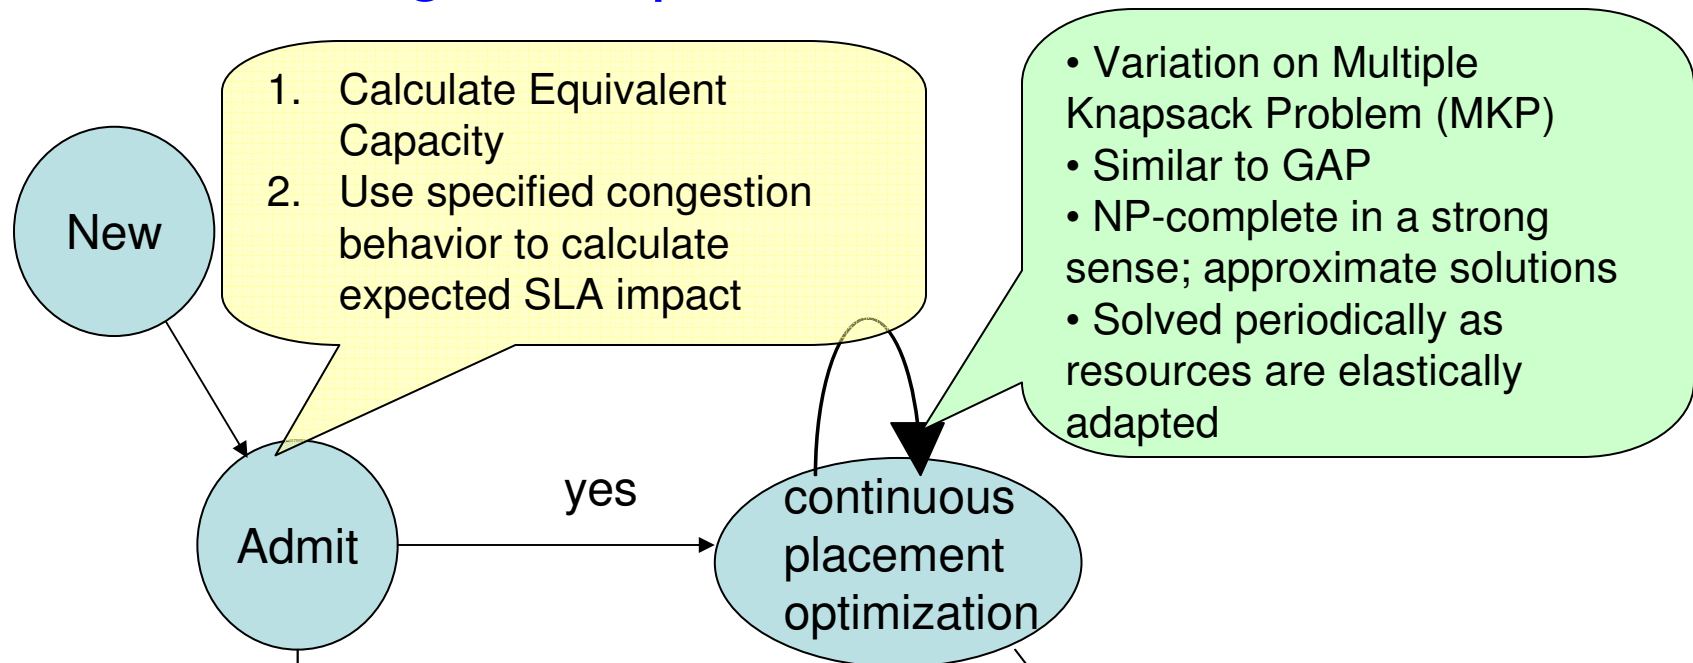 New
1. Calculate Equivalent
Capacity
2. Use specified congestion
behavior to calculate
expected SLA impact
• Variation on Multiple
Knapsack Problem (MKP)
• Similar to GAP
• NP-complete in a strong
sense; approximate solutions
• Solved periodically as
resources are elastically
adapted
Admit
yes
continuous
placement
optimization